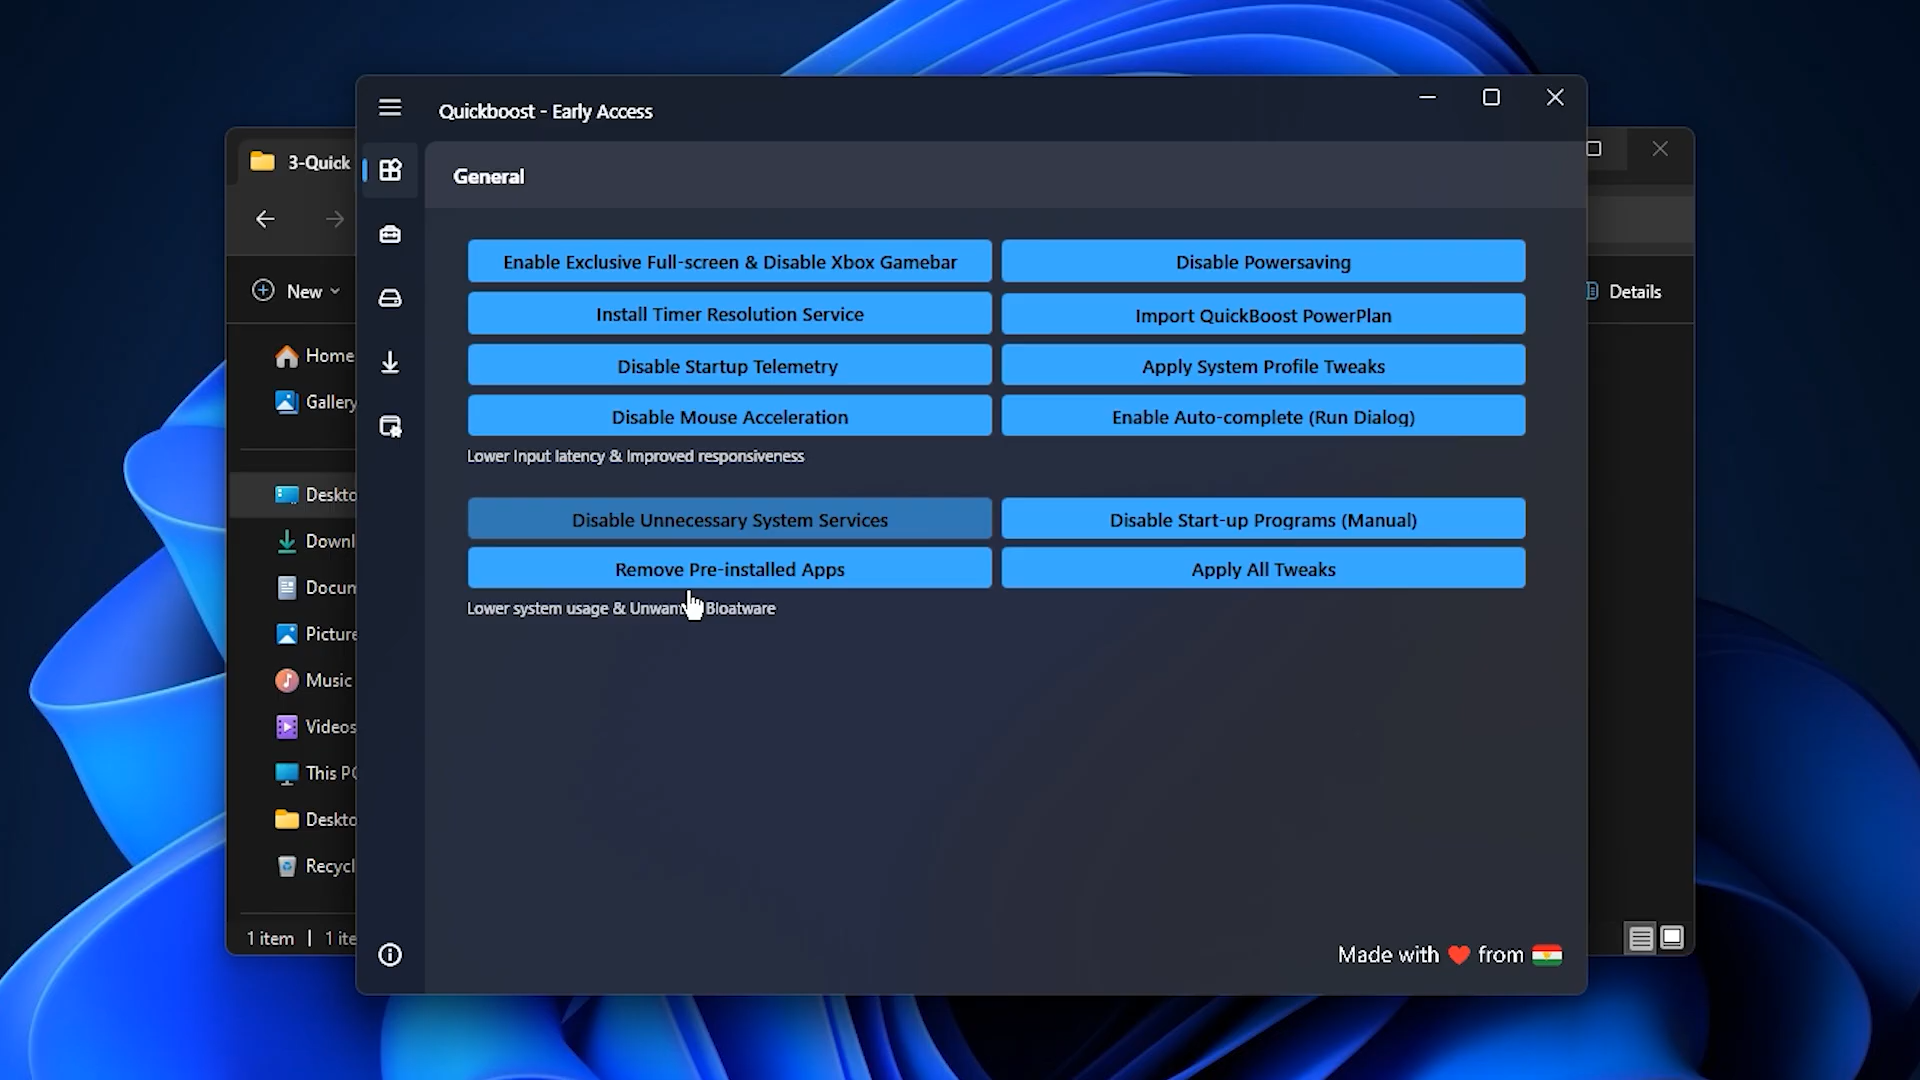 Quickboost - Early Access
3-Quick
General
Enable Exclusive Full-screen & Disable Xbox Gamebar
Disable Powersaving
Install Timer Resolution Service
Import QuickBoost PowerPlan
Disable Startup Telemetry
Apply System Profile Tweaks
Disable Mouse Acceleration
Enable Auto-complete (Run Dialog)
Lower Input latency & Improved responsiveness
Disable Unnecessary System Services
Disable Start-up Programs (Manual)
Remove Pre-installed Apps
Apply All Tweaks
Lower system usage & Bloatware
New
Details
Home
Gallery
Deskto
Downl
Docum
Picture
Music
Videos
This PC
Deskto
Recycl
1 item | 1 ite
Made with ❤️ from